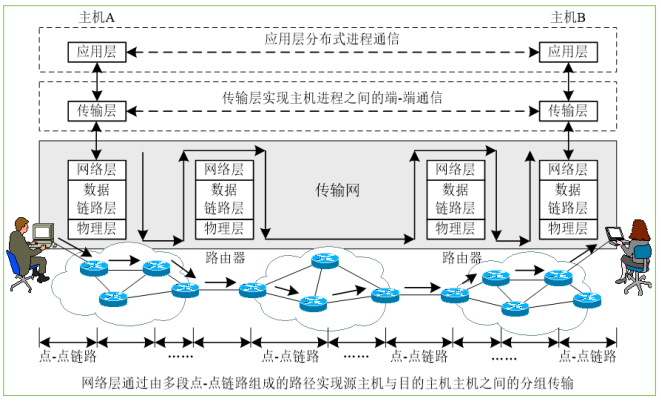 主机A
主机B
应用层分布式进程通信
应用层
应用层
传输层实现主机进程之间的端-端通信
传输层
传输层
网络层
数据
链路层
物理层
网络层
数据
链路层
物理层
传输网
网络层
数据
链路层
物理层
网络层
数据
链路层
物理层
路由器
路由器
点-点链路
……
点-点链路
……
点-点链路
……
点-点链路
网络层通过由多段点-点链路组成的路径实现源主机与目的主机主机之间的分组传输